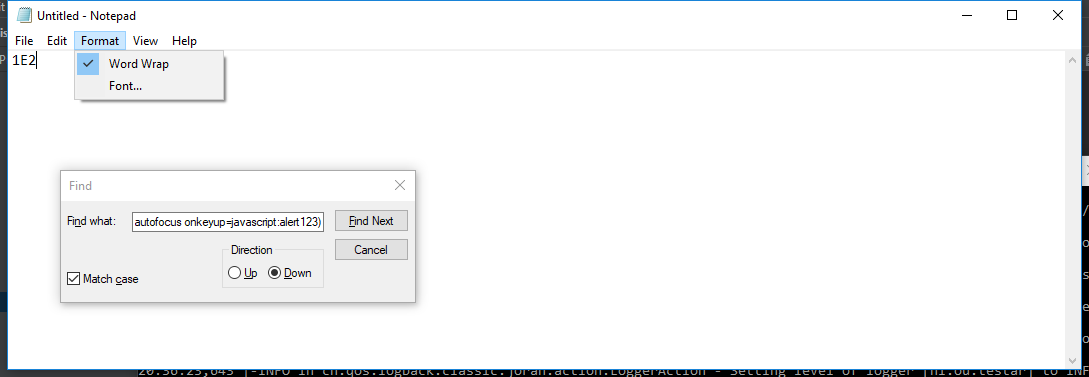 Untitled - Notepad
File Edit Format View Help
1E2
Word Wrap
Font...
Find
Find what: autofocus onkeyup=javascript:alert123) Find Next
Direction Cancel
Up Down
Match case
20:36:23,643 |-INFO in ch.qos.logback.classic.joran.action.LoggerAction - Setting level of logger [nl.ou.testar] to INF